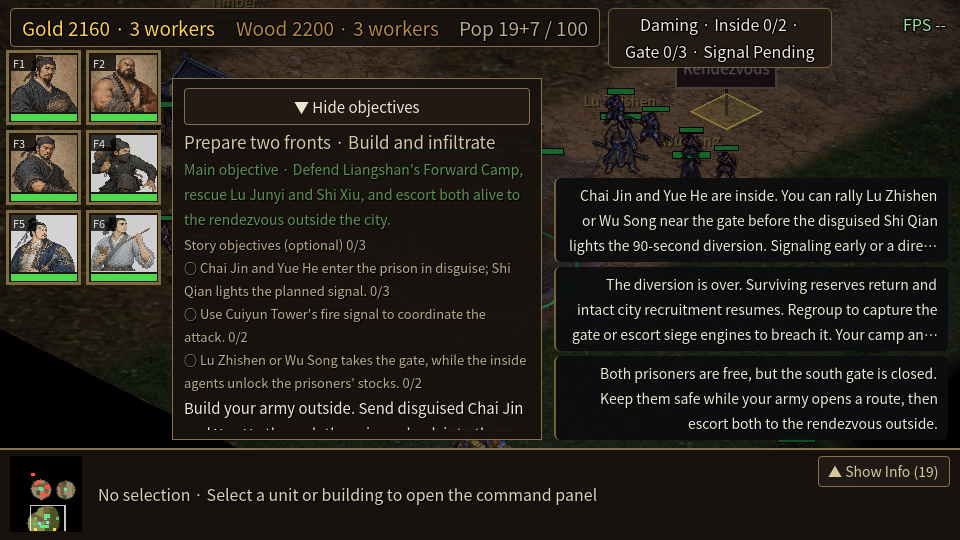 Timber
Gold 2160 · 3 workers Wood 2200 · 3 workers Pop 19+7 / 100
Daming · Inside 0/2 ·
Gate 0/3 · Signal Pending
FPS --
F1
F2
F3
F4
F5
F6
Rendezvous
▼ Hide objectives
Prepare two fronts · Build and infiltrate
Main objective · Defend Liangshan's Forward Camp,
rescue Lu Junyi and Shi Xiu, and escort both alive to
the rendezvous outside the city.
Story objectives (optional) 0/3
○ Chai Jin and Yue He enter the prison in disguise; Shi
Qian lights the planned signal. 0/3
○ Use Cuiyun Tower's fire signal to coordinate the
attack. 0/2
○ Lu Zhishen or Wu Song takes the gate, while the inside
agents unlock the prisoners' stocks. 0/2
Build your army outside. Send disguised Chai Jin
Lu Zhishen
Chai Jin and Yue He are inside. You can rally Lu Zhishen
or Wu Song near the gate before the disguised Shi Qian
lights the 90-second diversion. Signaling early or a dire···
The diversion is over. Surviving reserves return and
intact city recruitment resumes. Regroup to capture the
gate or escort siege engines to breach it. Your camp an···
Both prisoners are free, but the south gate is closed.
Keep them safe while your army opens a route, then
escort both to the rendezvous outside.
▲ Show Info (19)
No selection · Select a unit or building to open the command panel